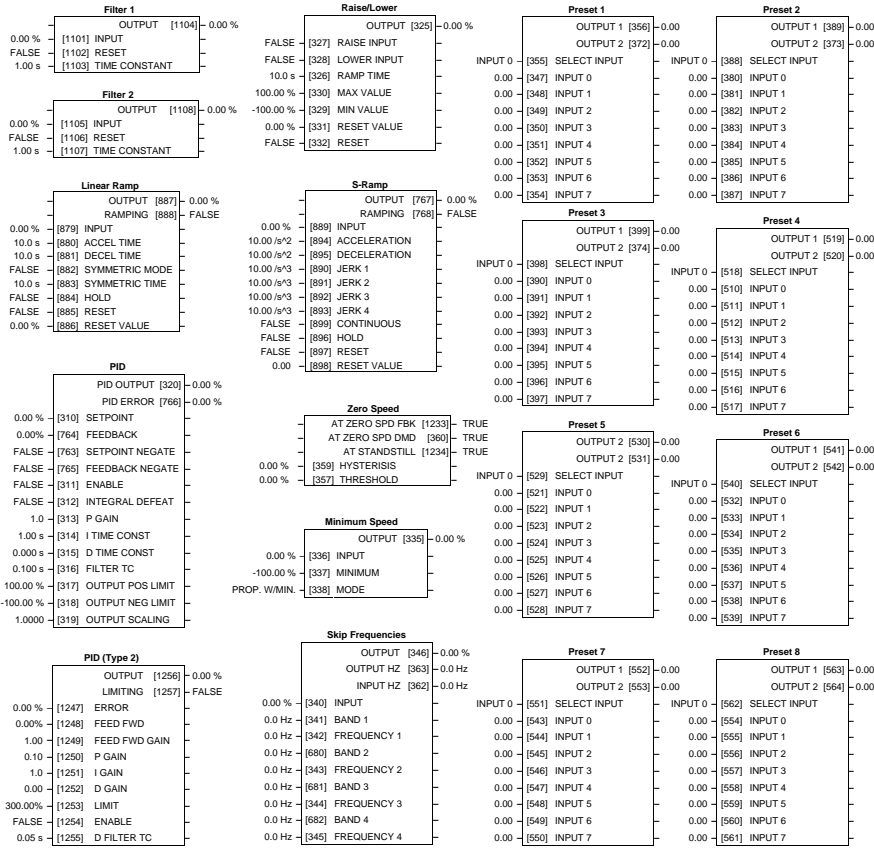 Filter 1
OUTPUT [1104] 0.00 %
0.00 % [1101] INPUT
FALSE [1102] RESET
1.00 s [1103] TIME CONSTANT
Filter 2
OUTPUT [1108] 0.00 %
0.00 % [1105] INPUT
FALSE [1106] RESET
1.00 s [1107] TIME CONSTANT
Linear Ramp
OUTPUT [887] 0.00 %
RAMPING [888] FALSE
0.00 % [879] INPUT
10.0 s [880] ACCEL TIME
10.0 s [881] DECEL TIME
FALSE [882] SYMMETRIC MODE
10.0 s [883] SYMMETRIC TIME
FALSE [884] HOLD
FALSE [885] RESET
0.00 % [886] RESET VALUE
PID
PID OUTPUT [320] 0.00 %
PID ERROR [766] 0.00 %
0.00 % [310] SETPOINT
0.00% [764] FEEDBACK
FALSE [763] SETPOINT NEGATE
FALSE [765] FEEDBACK NEGATE
FALSE [311] ENABLE
FALSE [312] INTEGRAL DEFEAT
1.0 [313] P GAIN
1.00 s [314] I TIME CONST
0.000 s [315] D TIME CONST
0.100 s [316] FILTER TC
100.00 % [317] OUTPUT POS LIMIT
-100.00 % [318] OUTPUT NEG LIMIT
1.0000 [319] OUTPUT SCALING
PID (Type 2)
OUTPUT [1256] 0.00 %
LIMITING [1257] FALSE
0.00 % [1247] ERROR
0.00% [1248] FEED FWD
1.00 [1249] FEED FWD GAIN
0.10 [1250] P GAIN
1.0 [1251] I GAIN
0.00 [1252] D GAIN
300.00% [1253] LIMIT
FALSE [1254] ENABLE
0.05 s [1255] D FILTER TC
Raise/Lower
OUTPUT [325] 0.00 %
FALSE [327] RAISE INPUT
FALSE [328] LOWER INPUT
10.0 s [326] RAMP TIME
100.00 % [330] MAX VALUE
-100.00 % [329] MIN VALUE
0.00 % [331] RESET VALUE
FALSE [332] RESET
S-Ramp
OUTPUT [767] 0.00 %
RAMPING [768] FALSE
0.00 % [889] INPUT
10.00 /s^2 [894] ACCELERATION
10.00 /s^2 [895] DECELERATION
10.00 /s^3 [890] JERK 1
10.00 /s^3 [891] JERK 2
10.00 /s^3 [892] JERK 3
10.00 /s^3 [893] JERK 4
FALSE [899] CONTINUOUS
FALSE [896] HOLD
FALSE [897] RESET
0.00 [898] RESET VALUE
Zero Speed
AT ZERO SPD FBK [1233] TRUE
AT ZERO SPD DMD [360] TRUE
AT STANDSTILL [1234] TRUE
0.00 % [359] HYSTERISIS
0.00 % [357] THRESHOLD
Minimum Speed
OUTPUT [335] 0.00 %
0.00 % [336] INPUT
-100.00 % [337] MINIMUM
PROP. W/MIN. [338] MODE
Skip Frequencies
OUTPUT [346] 0.00 %
OUTPUT HZ [363] 0.0 Hz
INPUT HZ [362] 0.0 Hz
0.00 % [340] INPUT
0.0 Hz [341] BAND 1
0.0 Hz [342] FREQUENCY 1
0.0 Hz [680] BAND 2
0.0 Hz [343] FREQUENCY 2
0.0 Hz [681] BAND 3
0.0 Hz [344] FREQUENCY 3
0.0 Hz [682] BAND 4
0.0 Hz [345] FREQUENCY 4
Preset 1
OUTPUT 1 [356] 0.00
OUTPUT 2 [372] 0.00
INPUT 0 [355] SELECT INPUT
0.00 [347] INPUT 0
0.00 [348] INPUT 1
0.00 [349] INPUT 2
0.00 [350] INPUT 3
0.00 [351] INPUT 4
0.00 [352] INPUT 5
0.00 [353] INPUT 6
0.00 [354] INPUT 7
Preset 2
OUTPUT 1 [389] 0.00
OUTPUT 2 [373] 0.00
INPUT 0 [388] SELECT INPUT
0.00 [380] INPUT 0
0.00 [381] INPUT 1
0.00 [382] INPUT 2
0.00 [383] INPUT 3
0.00 [384] INPUT 4
0.00 [385] INPUT 5
0.00 [386] INPUT 6
0.00 [387] INPUT 7
Preset 3
OUTPUT 1 [399] 0.00
OUTPUT 2 [374] 0.00
INPUT 0 [398] SELECT INPUT
0.00 [390] INPUT 0
0.00 [391] INPUT 1
0.00 [392] INPUT 2
0.00 [393] INPUT 3
0.00 [394] INPUT 4
0.00 [395] INPUT 5
0.00 [396] INPUT 6
0.00 [397] INPUT 7
Preset 4
OUTPUT 1 [519] 0.00
OUTPUT 2 [520] 0.00
INPUT 0 [518] SELECT INPUT
0.00 [510] INPUT 0
0.00 [511] INPUT 1
0.00 [512] INPUT 2
0.00 [513] INPUT 3
0.00 [514] INPUT 4
0.00 [515] INPUT 5
0.00 [516] INPUT 6
0.00 [517] INPUT 7
Preset 5
OUTPUT 2 [530] 0.00
OUTPUT 2 [531] 0.00
INPUT 0 [529] SELECT INPUT
0.00 [521] INPUT 0
0.00 [522] INPUT 1
0.00 [523] INPUT 2
0.00 [524] INPUT 3
0.00 [525] INPUT 4
0.00 [526] INPUT 5
0.00 [527] INPUT 6
0.00 [528] INPUT 7
Preset 6
OUTPUT 1 [541] 0.00
OUTPUT 2 [542] 0.00
INPUT 0 [540] SELECT INPUT
0.00 [532] INPUT 0
0.00 [533] INPUT 1
0.00 [534] INPUT 2
0.00 [535] INPUT 3
0.00 [536] INPUT 4
0.00 [537] INPUT 5
0.00 [538] INPUT 6
0.00 [539] INPUT 7
Preset 7
OUTPUT 1 [552] 0.00
OUTPUT 2 [553] 0.00
INPUT 0 [551] SELECT INPUT
0.00 [543] INPUT 0
0.00 [544] INPUT 1
0.00 [545] INPUT 2
0.00 [546] INPUT 3
0.00 [547] INPUT 4
0.00 [548] INPUT 5
0.00 [549] INPUT 6
0.00 [550] INPUT 7
Preset 8
OUTPUT 1 [563] 0.00
OUTPUT 2 [564] 0.00
INPUT 0 [562] SELECT INPUT
0.00 [554] INPUT 0
0.00 [555] INPUT 1
0.00 [556] INPUT 2
0.00 [557] INPUT 3
0.00 [558] INPUT 4
0.00 [559] INPUT 5
0.00 [560] INPUT 6
0.00 [561] INPUT 7